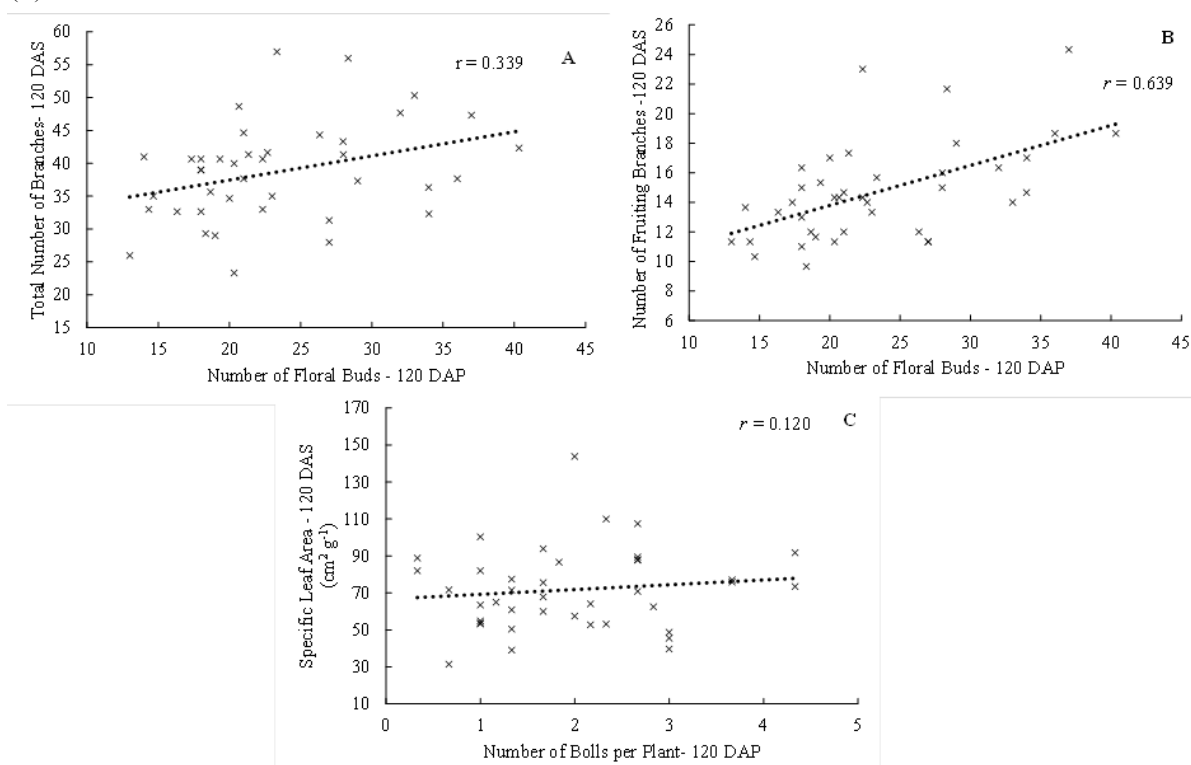 Total Number of Branches- 120 DAS
60
55
50
45
40
35
30
25
20
15
r = 0.339
A
10 15 20 25 30 35 40 45
Number of Floral Buds - 120 DAP
Number of Fruiting Branches -120 DAS
26
24
22
20
18
16
14
12
10
8
6
B
r = 0.639
10 15 20 25 30 35 40 45
Number of Floral Buds - 120 DAP
Specific Leaf Area - 120 DAS
(cm² g⁻¹)
170
150
130
110
90
70
50
30
10
r = 0.120
C
0 1 2 3 4 5
Number of Bolls per Plant- 120 DAP